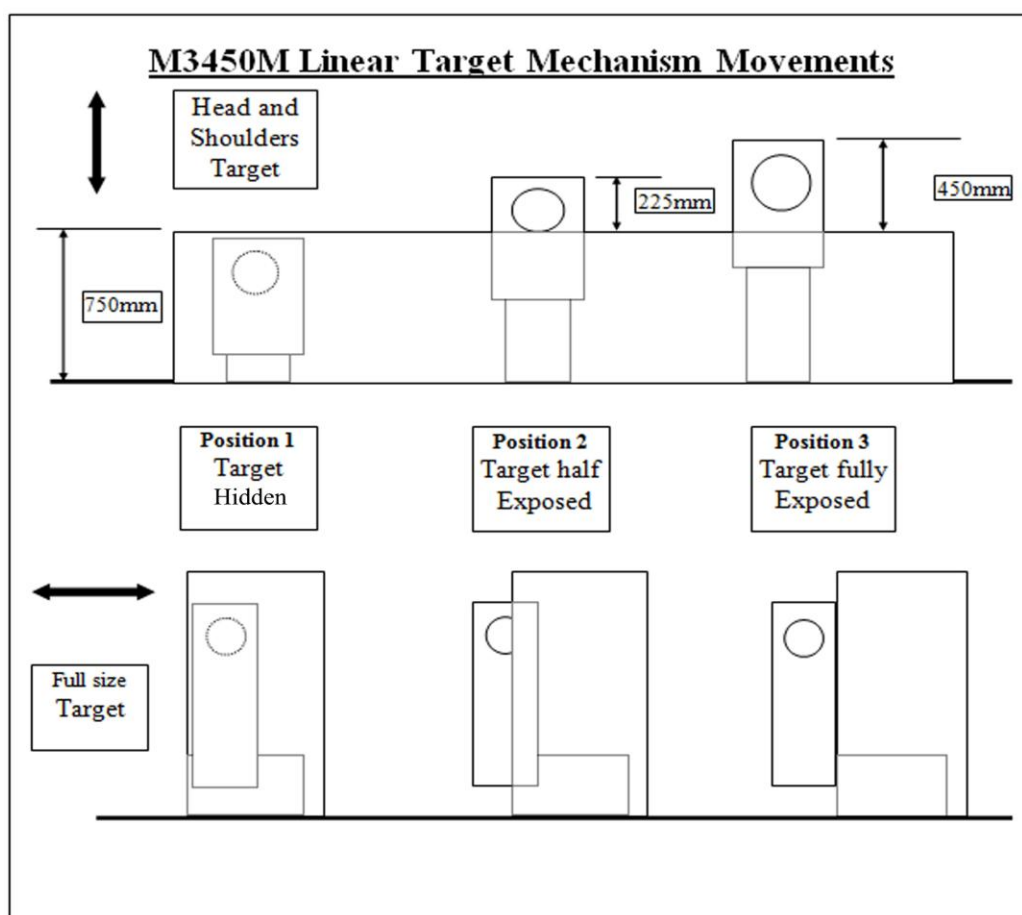 M3450M Linear Target Mechanism Movements
Head and
Shoulders
Target
225mm
450mm
750mm
Position 1
Target
Hidden
Position 2
Target half
Exposed
Position 3
Target fully
Exposed
Full size
Target